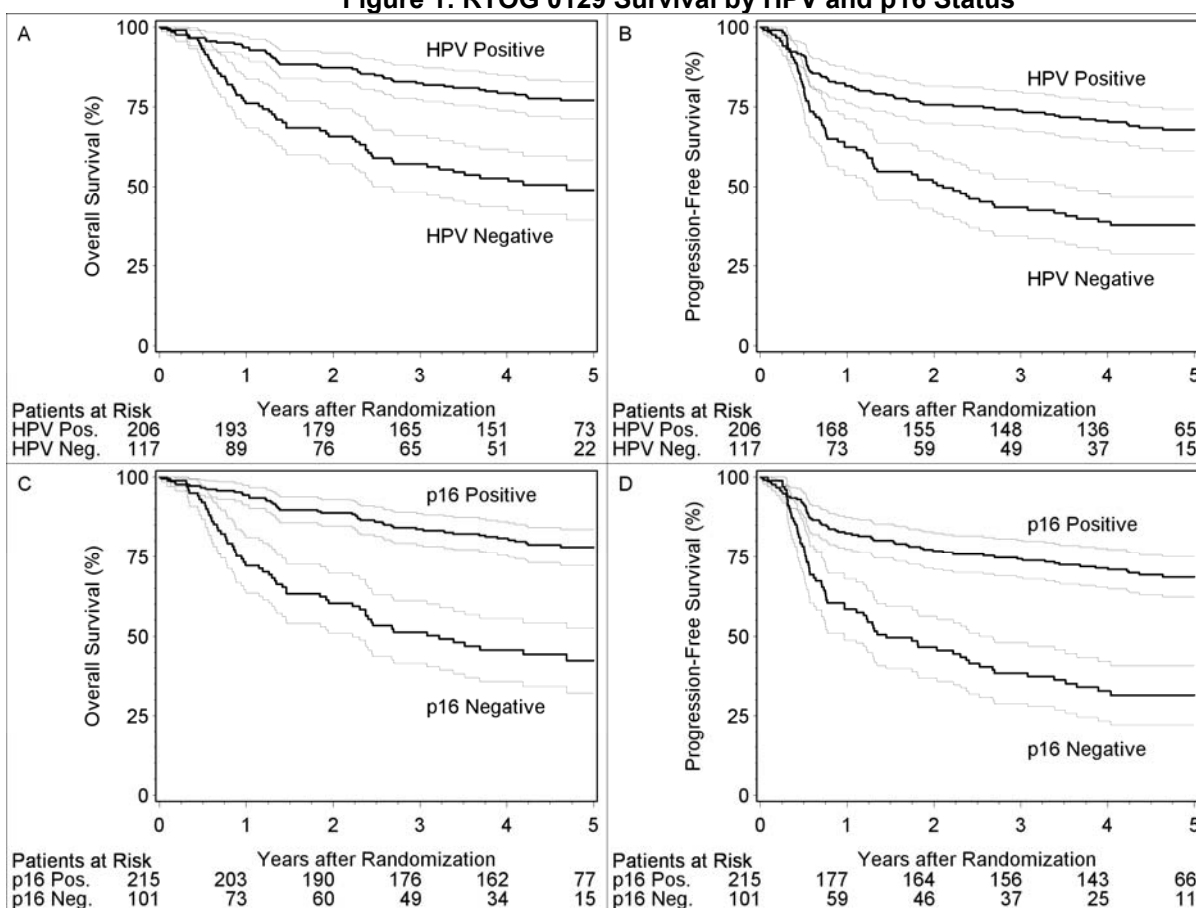 Figure 1: RTOG 0129 Survival by HPV and p16 Status
A
Overall Survival (%)
100
75
50
25
0
HPV Positive
HPV Negative
0 1 2 3 4 5
Patients at Risk Years after Randomization
HPV Pos. 206 193 179 165 151 73
HPV Neg. 117 89 76 65 51 22
B
Progression-Free Survival (%)
100
75
50
25
0
HPV Positive
HPV Negative
0 1 2 3 4 5
Patients at Risk Years after Randomization
HPV Pos. 206 168 155 148 136 65
HPV Neg. 117 73 59 49 37 15
C
Overall Survival (%)
100
75
50
25
0
p16 Positive
p16 Negative
0 1 2 3 4 5
Patients at Risk Years after Randomization
p16 Pos. 215 203 190 176 162 77
p16 Neg. 101 73 60 49 34 15
D
Progression-Free Survival (%)
100
75
50
25
0
p16 Positive
p16 Negative
0 1 2 3 4 5
Patients at Risk Years after Randomization
p16 Pos. 215 177 164 156 143 66
p16 Neg. 101 59 46 37 25 11